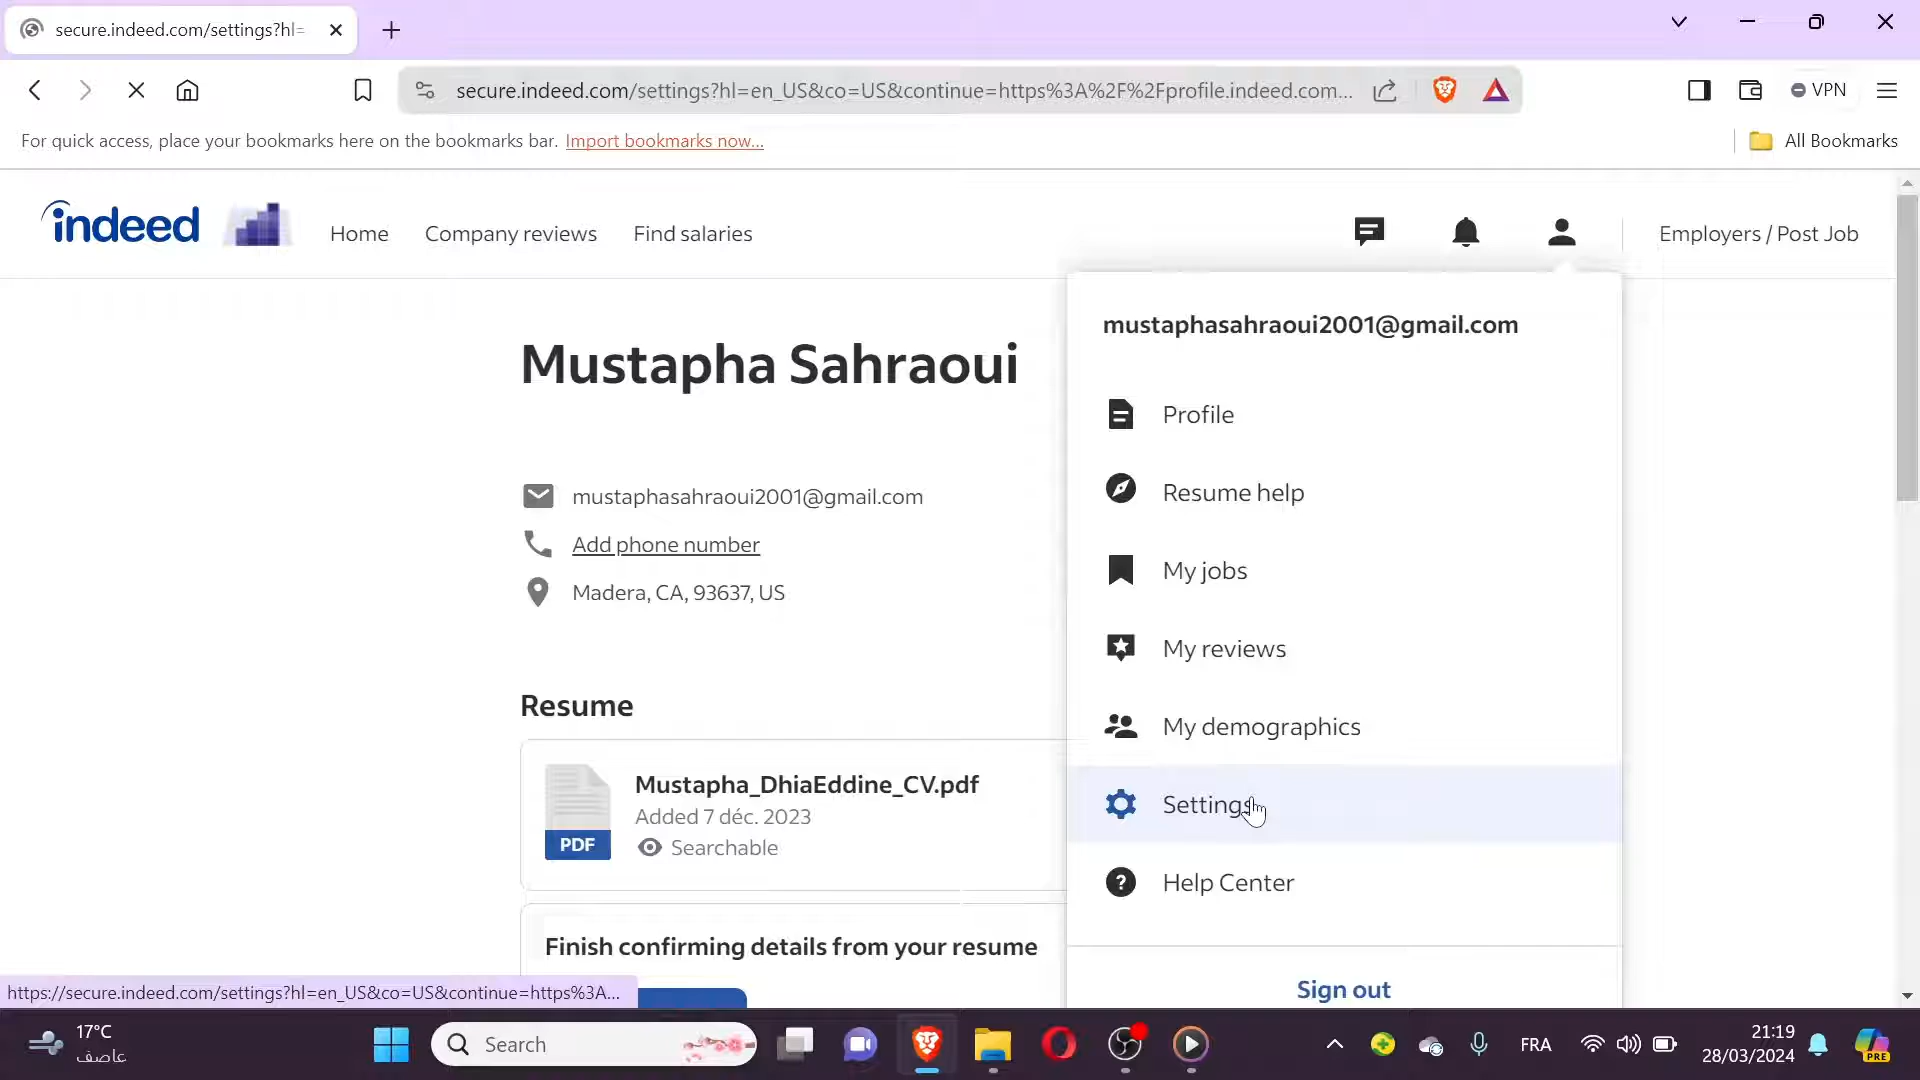 secure.indeed.com/settings?hl=
secure.indeed.com/settings?hl=en_US&co=US&continue=https%3A%2F%2Fprofile.indeed.com...
VPN
For quick access, place your bookmarks here on the bookmarks bar. Import bookmarks now...
All Bookmarks
indeed
Home
Company reviews
Find salaries
Employers / Post Job
mustaphasahraoui2001@gmail.com
Profile
Resume help
My jobs
My reviews
My demographics
Settings
Help Center
Sign out
Mustapha Sahraoui
mustaphasahraoui2001@gmail.com
Add phone number
Madera, CA, 93637, US
Resume
PDF
Mustapha_DhiaEddine_CV.pdf
Added 7 déc. 2023
Searchable
Finish confirming details from your resume
https://secure.indeed.com/settings?hl=en_US&co=US&continue=https%3A...
17°C
عاصف
Search
FRA
21:19
28/03/2024
PRE